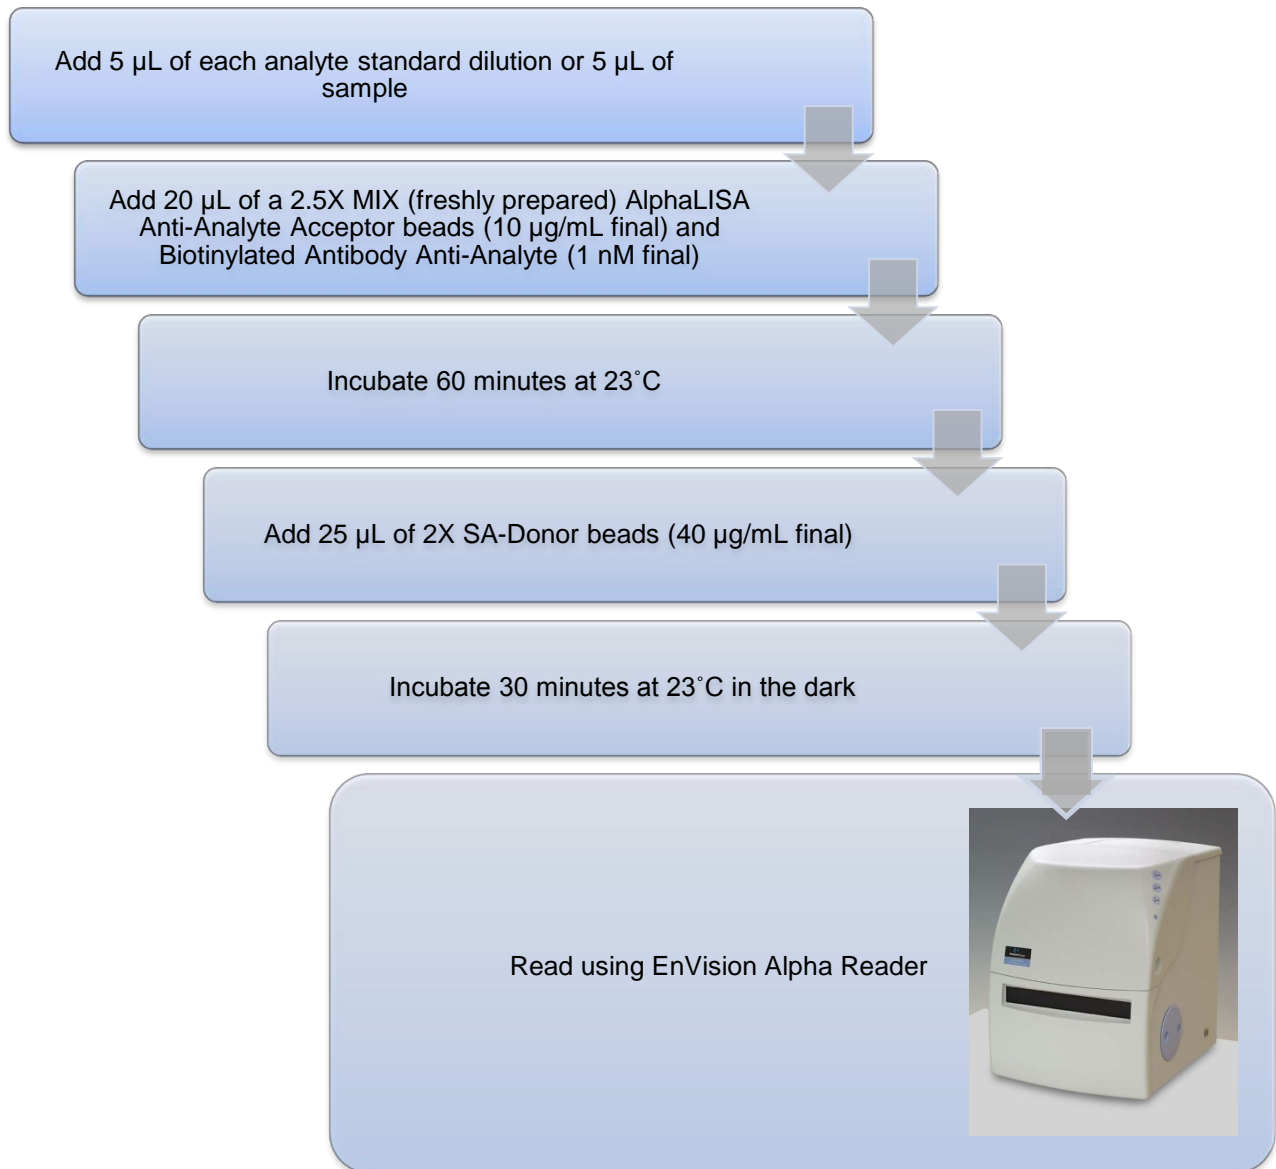 Add 5 µL of each analyte standard dilution or 5 µL of
sample
Add 20 µL of a 2.5X MIX (freshly prepared) AlphaLISA
Anti-Analyte Acceptor beads (10 µg/mL final) and
Biotinylated Antibody Anti-Analyte (1 nM final)
Incubate 60 minutes at 23˚C
Add 25 µL of 2X SA-Donor beads (40 µg/mL final)
Incubate 30 minutes at 23˚C in the dark
Read using EnVision Alpha Reader